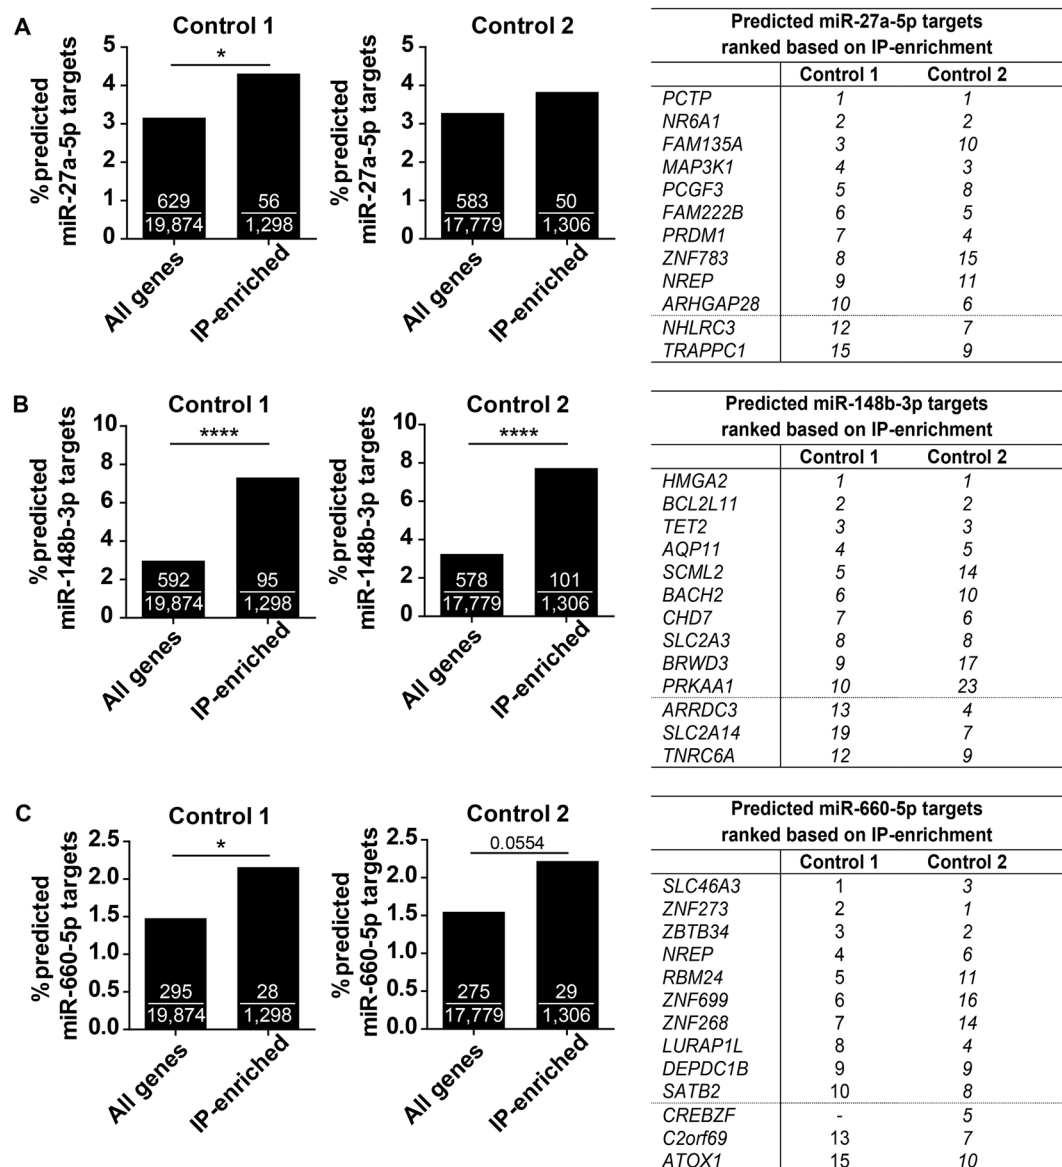 A
Control 1
*
% predicted
miR-27a-5p targets
5
4
3
2
1
0
629
19,874
56
1,298
All genes
IP-enriched
Control 2
% predicted
miR-27a-5p targets
5
4
3
2
1
0
583
17,779
50
1,306
All genes
IP-enriched
Predicted miR-27a-5p targets
ranked based on IP-enrichment
Control 1 Control 2
PCTP 1 1
NR6A1 2 2
FAM135A 3 10
MAP3K1 4 3
PCGF3 5 8
FAM222B 6 5
PRDM1 7 4
ZNF783 8 15
NREP 9 11
ARHGAP28 10 6
NHLRC3 12 7
TRAPPC1 15 9
B
Control 1
****
% predicted
miR-148b-3p targets
10
8
6
4
2
0
592
19,874
95
1,298
All genes
IP-enriched
Control 2
****
% predicted
miR-148b-3p targets
10
8
6
4
2
0
578
17,779
101
1,306
All genes
IP-enriched
Predicted miR-148b-3p targets
ranked based on IP-enrichment
Control 1 Control 2
HMGA2 1 1
BCL2L11 2 2
TET2 3 3
AQP11 4 5
SCML2 5 14
BACH2 6 10
CHD7 7 6
SLC2A3 8 8
BRWD3 9 17
PRKAA1 10 23
ARRDC3 13 4
SLC2A14 19 7
TNRC6A 12 9
C
Control 1
*
% predicted
miR-660-5p targets
2.5
2.0
1.5
1.0
0.5
0.0
295
19,874
28
1,298
All genes
IP-enriched
Control 2
0.0554
% predicted
miR-660-5p targets
2.5
2.0
1.5
1.0
0.5
0.0
275
17,779
29
1,306
All genes
IP-enriched
Predicted miR-660-5p targets
ranked based on IP-enrichment
Control 1 Control 2
SLC46A3 1 3
ZNF273 2 1
ZBTB34 3 2
NREP 4 6
RBM24 5 11
ZNF699 6 16
ZNF268 7 14
LURAP1L 8 4
DEPDC1B 9 9
SATB2 10 8
CREBZF - 5
C2orf69 13 7
ATOX1 15 10